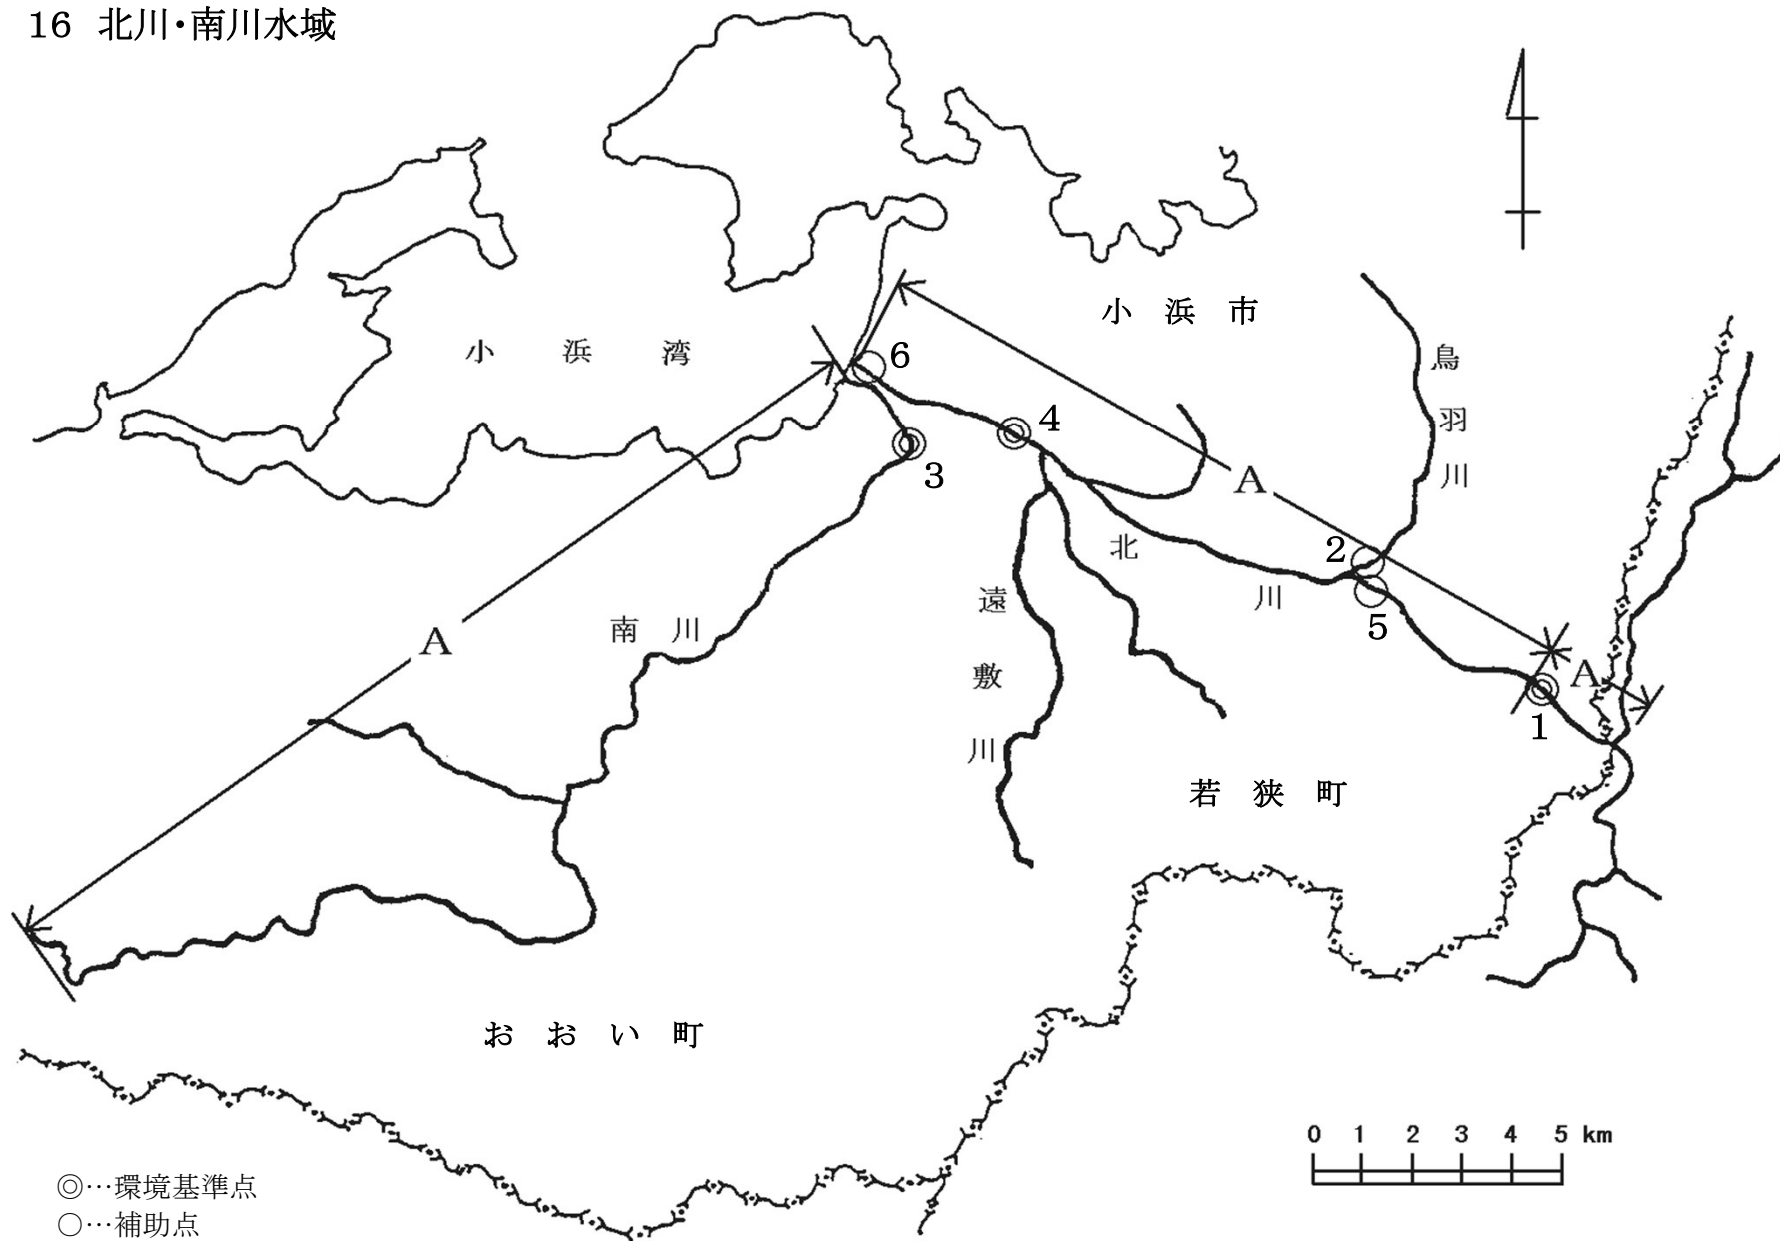 16 北川・南川水域
小浜市
小浜湾
鳥羽川
6
4
3
A
2
5
北川
遠敷川
南川
A
A
1
若狭町
おおい町
0 1 2 3 4 5 km
◎…環境基準点
○…補助点